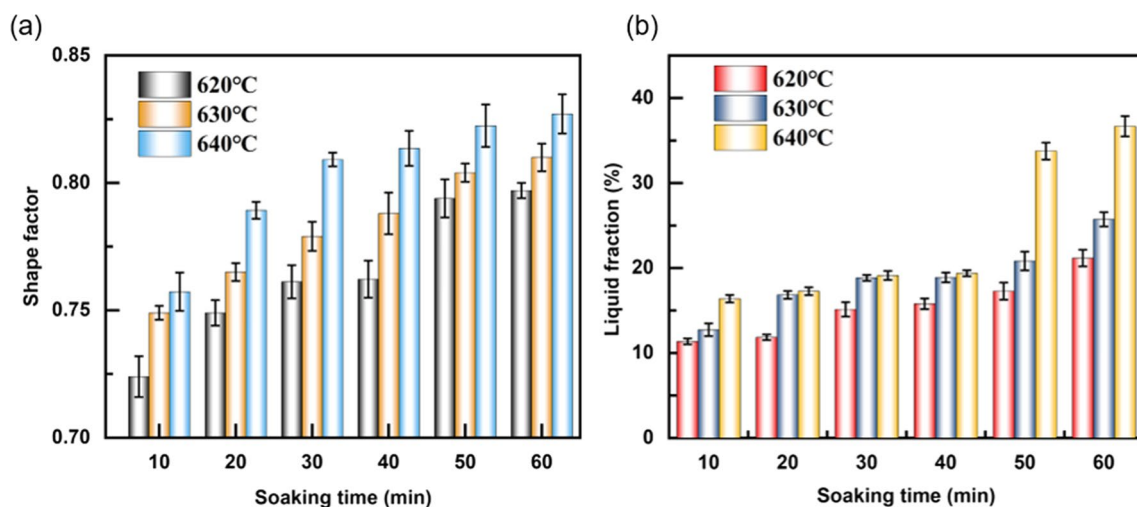 (a)
0.85
0.80
0.75
0.70
Shape factor
620°C
630°C
640°C
10 20 30 40 50 60
Soaking time (min)
(b)
40
30
20
10
0
Liquid fraction (%)
620°C
630°C
640°C
10 20 30 40 50 60
Soaking time (min)